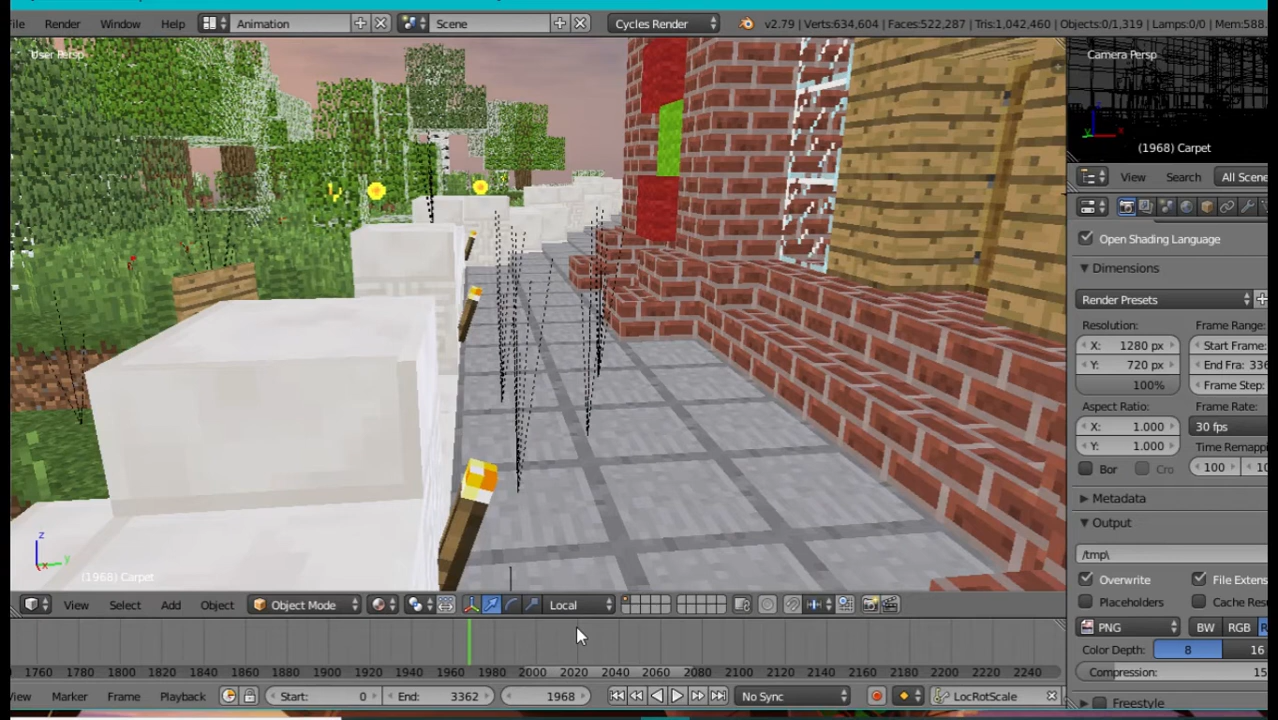 Render Window Help Animation Scene Cycles Render v2.79 | Verts:634,604 | Faces:522,287 | Tris:1,042,460 | Objects:0/1,319 | Lamps:0/0 | Mem:588.
User Persp
Camera Persp
(1968) Carpet
View Search All Scene
Open Shading Language
Dimensions
Render Presets
Resolution: Frame Range:
X: 1280 px Start Frame:
Y: 720 px End Fra: 336
100% Frame Step:
Aspect Ratio: Frame Rate:
X: 1.000 30 fps
Y: 1.000 Time Remapp
Bor Cro 100 10
Metadata
Output
/tmp\
Overwrite File Extens
Placeholders Cache Res
PNG BW RGB R
Color Depth: 8 16
Compression: 15
Freestyle
z
y
x
(1968) Carpet
View Select Add Object Object Mode Local
1760 1780 1800 1820 1840 1860 1880 1900 1920 1940 1960 1980 2000 2020 2040 2060 2080 2100 2120 2140 2160 2180 2200 2220 2240
View Marker Frame Playback Start: 0 End: 3362 1968 No Sync LocRotScale